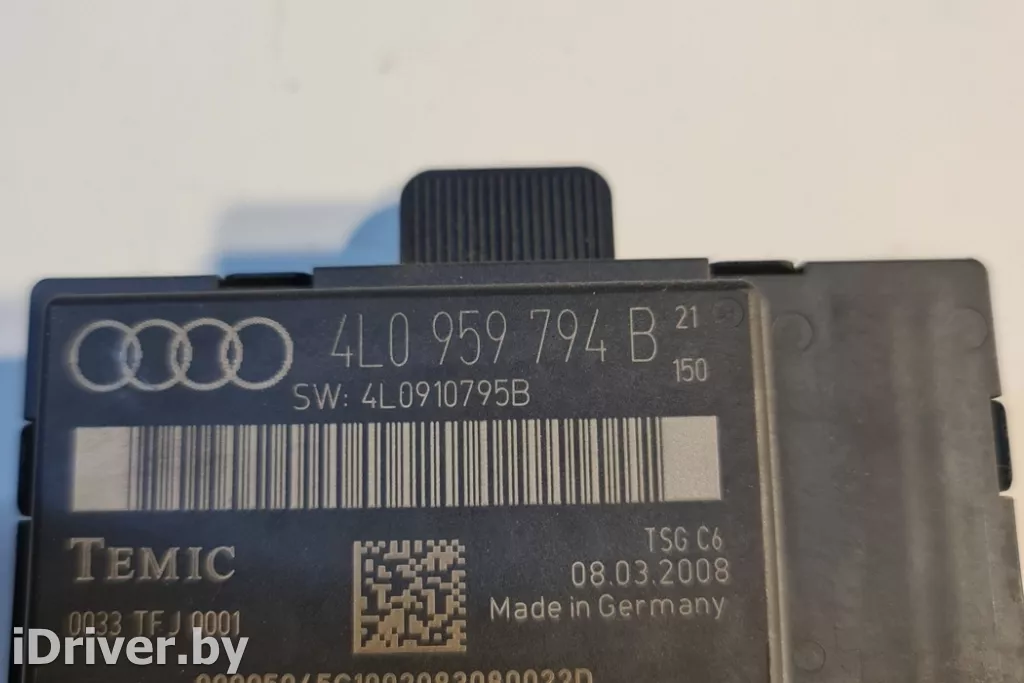 4L0 959 794 B 21
150
SW: 4L0910795B
TEMIC
TSG C6
08.03.2008
Made in Germany
0033 TFJ 0001
iDriver.by